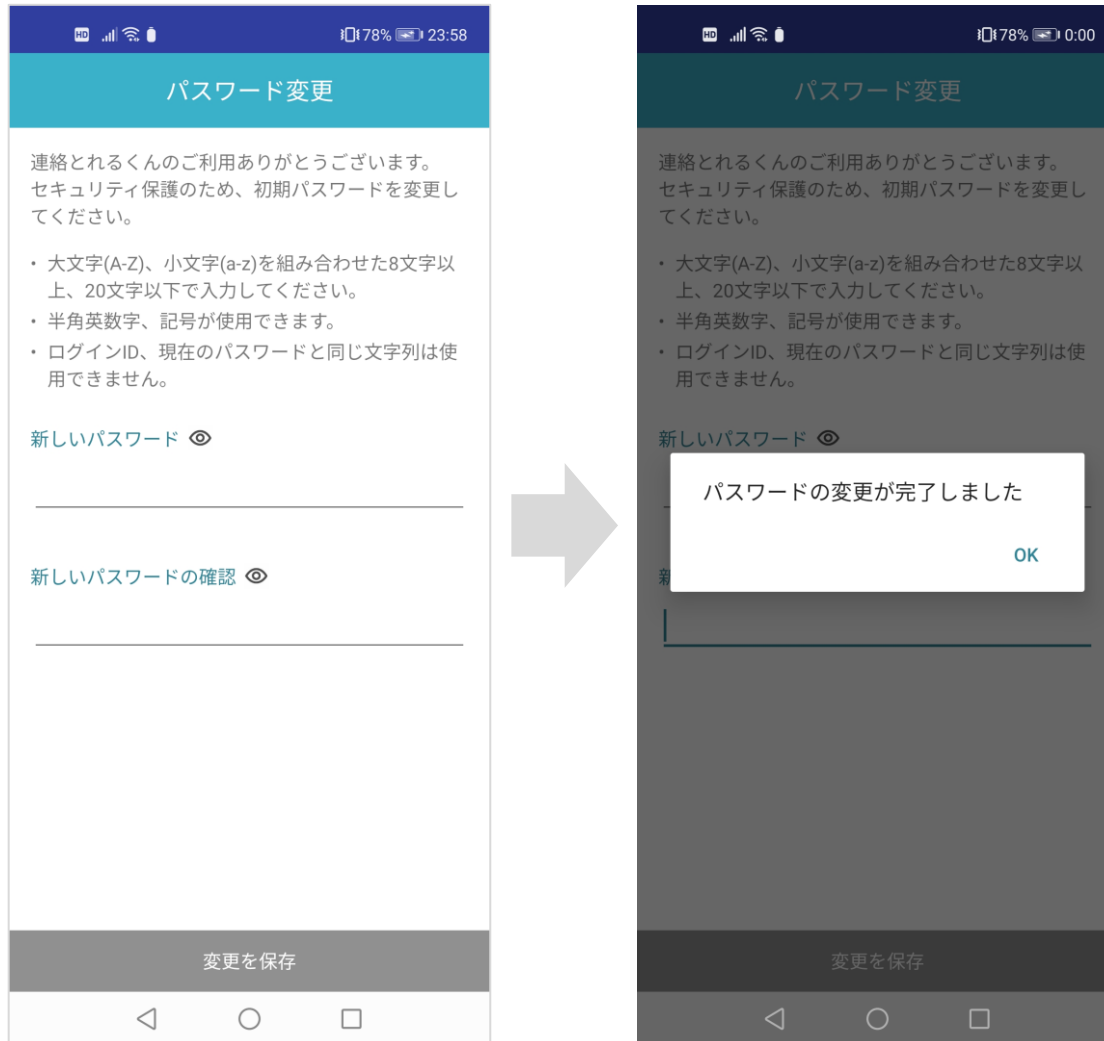 HD 78% 23:58
パスワード変更
連絡とれるくんのご利用ありがとうございます。
セキュリティ保護のため、初期パスワードを変更し
てください。
・ 大文字(A-Z)、小文字(a-z)を組み合わせた8文字以
上、20文字以下で入力してください。
・ 半角英数字、記号が使用できます。
・ ログインID、現在のパスワードと同じ文字列は使
用できません。
新しいパスワード
新しいパスワードの確認
変更を保存
HD 78% 0:00
パスワード変更
連絡とれるくんのご利用ありがとうございます。
セキュリティ保護のため、初期パスワードを変更し
てください。
・ 大文字(A-Z)、小文字(a-z)を組み合わせた8文字以
上、20文字以下で入力してください。
・ 半角英数字、記号が使用できます。
・ ログインID、現在のパスワードと同じ文字列は使
用できません。
新しいパスワード
パスワードの変更が完了しました
OK
新
変更を保存